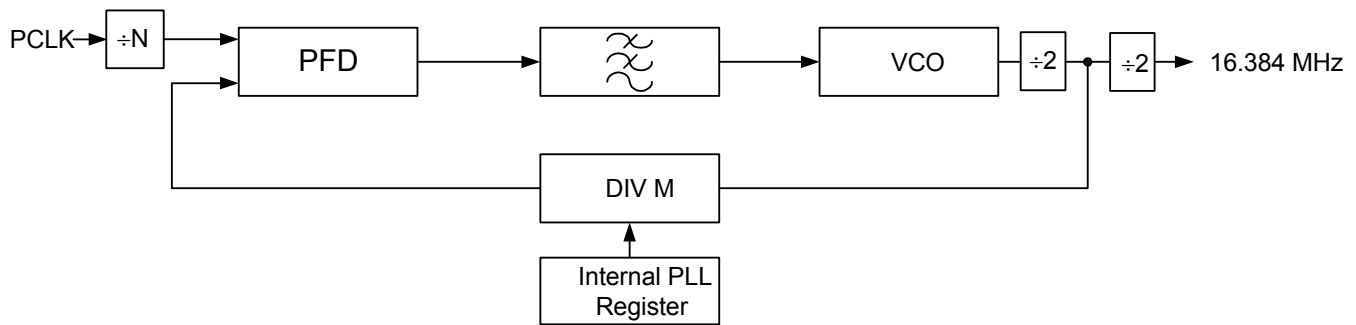 PCLK
÷N
PFD
VCO
÷2
÷2
16.384 MHz
DIV M
Internal PLL
Register